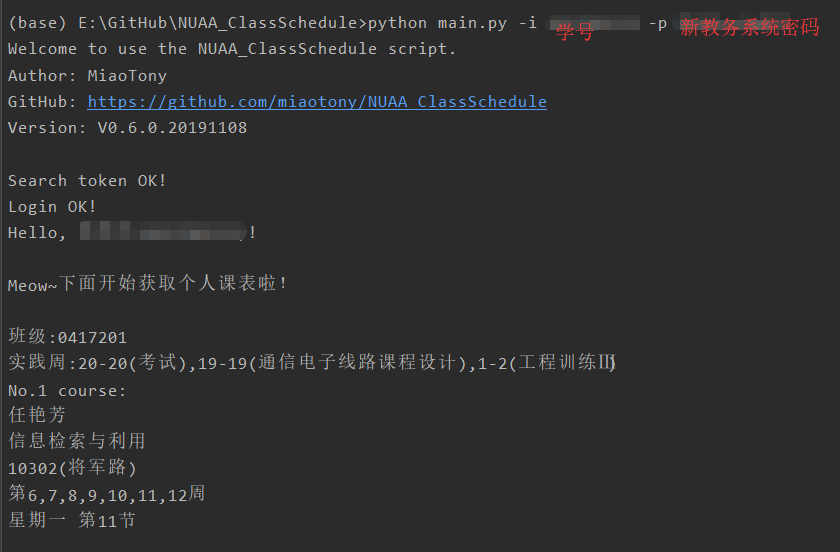 (base) E:\GitHub\NUAA_ClassSchedule>python main.py -i 学号 -p 新教务系统密码
Welcome to use the NUAA_ClassSchedule script.
Author: MiaoTony
GitHub: https://github.com/miaotony/NUAA_ClassSchedule
Version: V0.6.0.20191108
Search token OK!
Login OK!
Hello, !
Meow~下面开始获取个人课表啦!
班级:0417201
实践周:20-20(考试),19-19(通信电子线路课程设计),1-2(工程训练Ⅲ)
No.1 course:
任艳芳
信息检索与利用
10302(将军路)
第6,7,8,9,10,11,12周
星期一 第11节